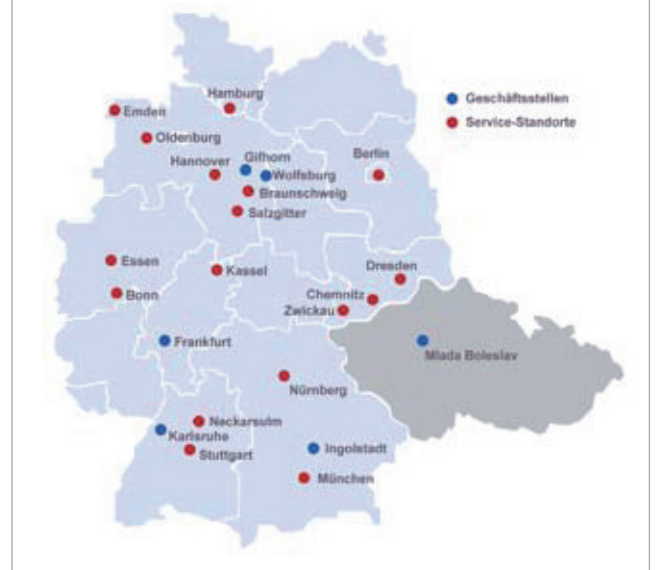 Hamburg
Geschäftsstellen
Emden
Service-Standorte
Oldenburg
Gifhorn
Berlin
Hannover
Wolfsburg
Braunschweig
Salzgitter
Essen
Dresden
Kassel
Bonn
Chemnitz
Zwickau
Frankfurt
Mlada Boleslav
Nürnberg
Neckarsulm
Karlsruhe
Ingolstadt
Stuttgart
München